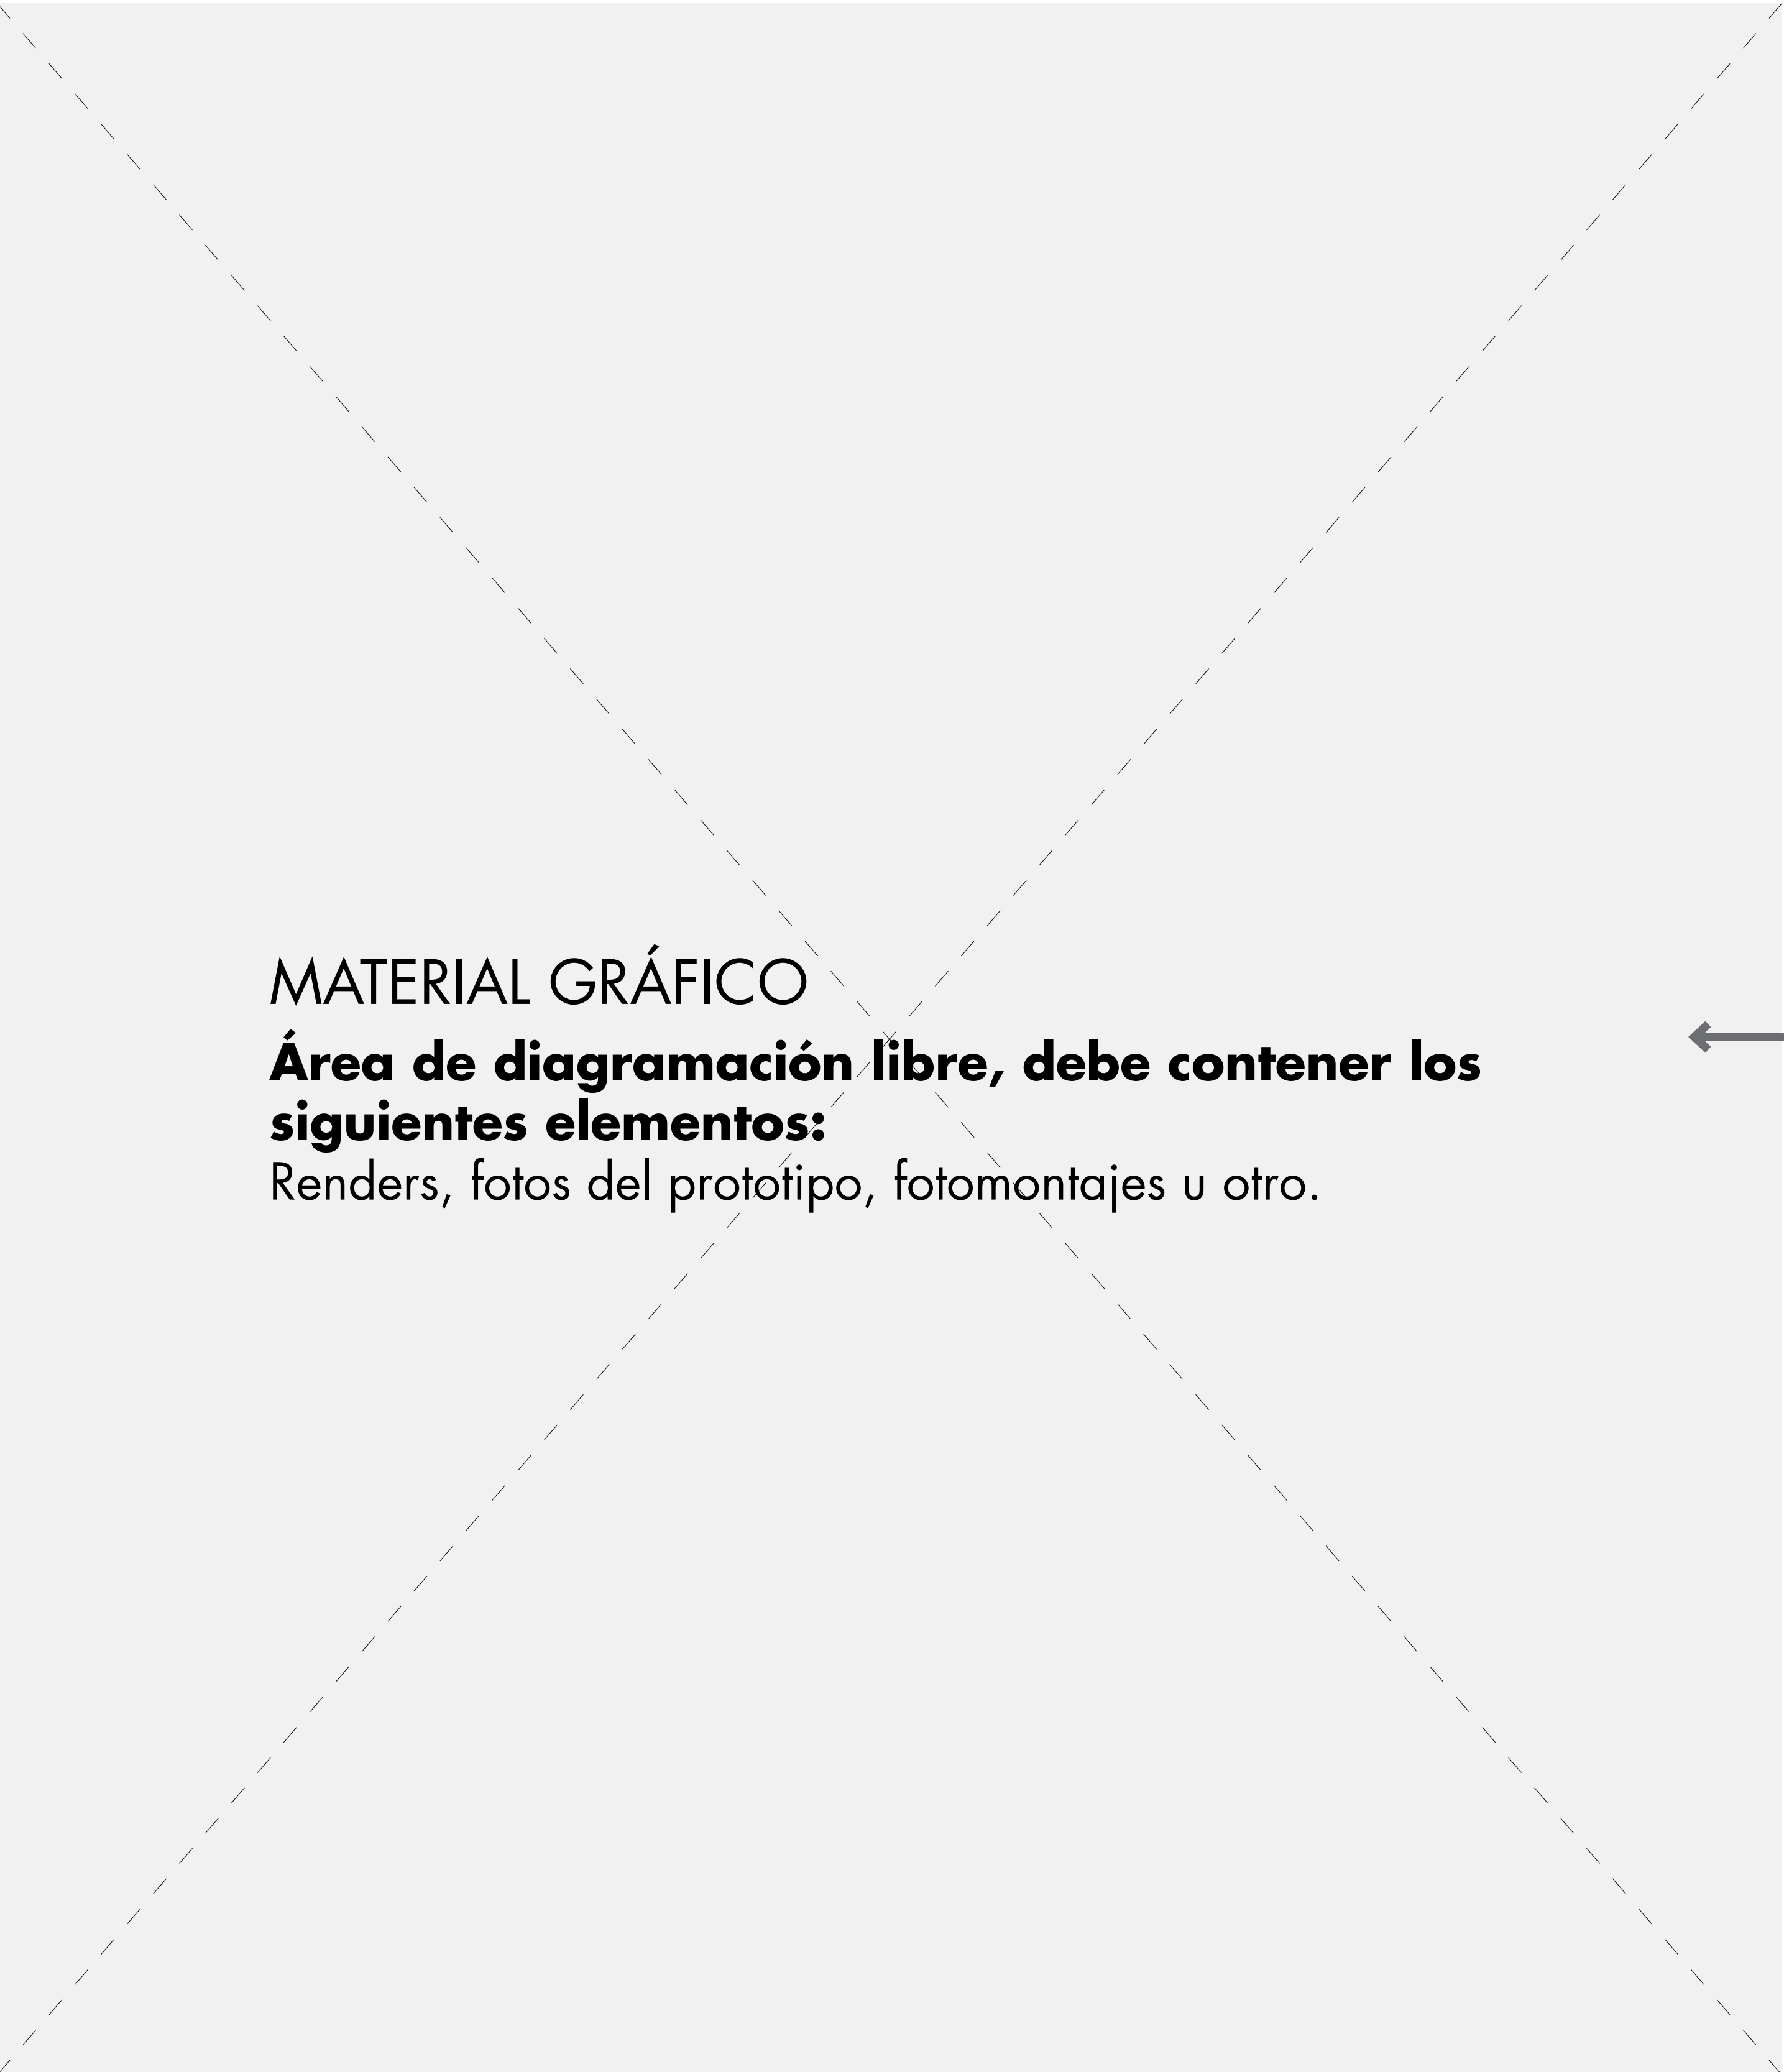 MATERIAL GRÁFICO
Área de diagramación libre, debe contener los
siguientes elementos:
Renders, fotos del prototipo, fotomontajes u otro.